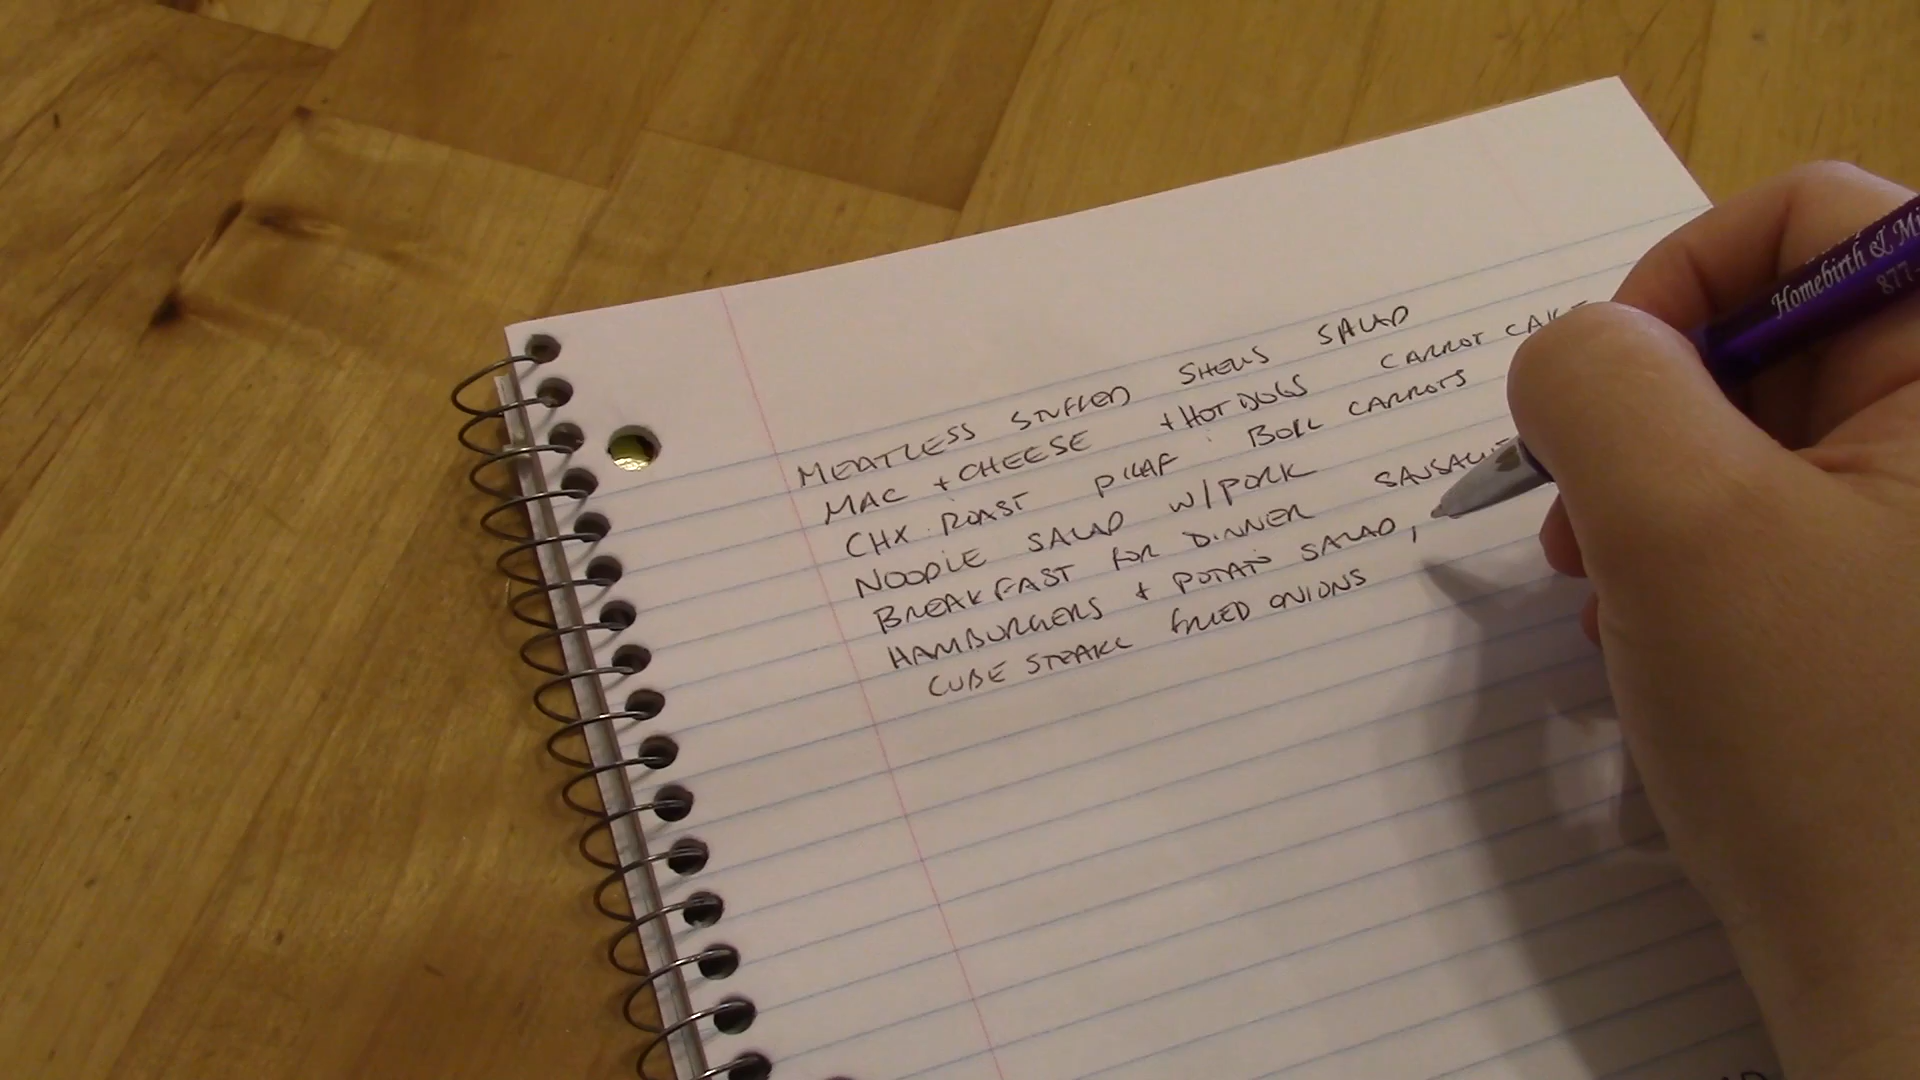 MEATLESS STUFFED SHELLS SALAD
MAC + CHEESE + HOT DOGS CARROT CAKE
CHX ROAST PILAF BOIL CARROTS
NOODLE SALAD W/PORK
BREAKFAST FOR DINNER SAUSAGE
HAMBURGERS + POTATO SALAD,
CUBE STEAK FRIED ONIONS
Homebirth & Mi
877-